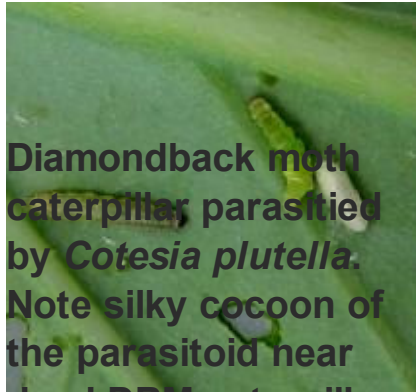 Diamondback moth
caterpillar parasitied
by Cotesia plutella.
Note silky cocoon of
the parasitoid near